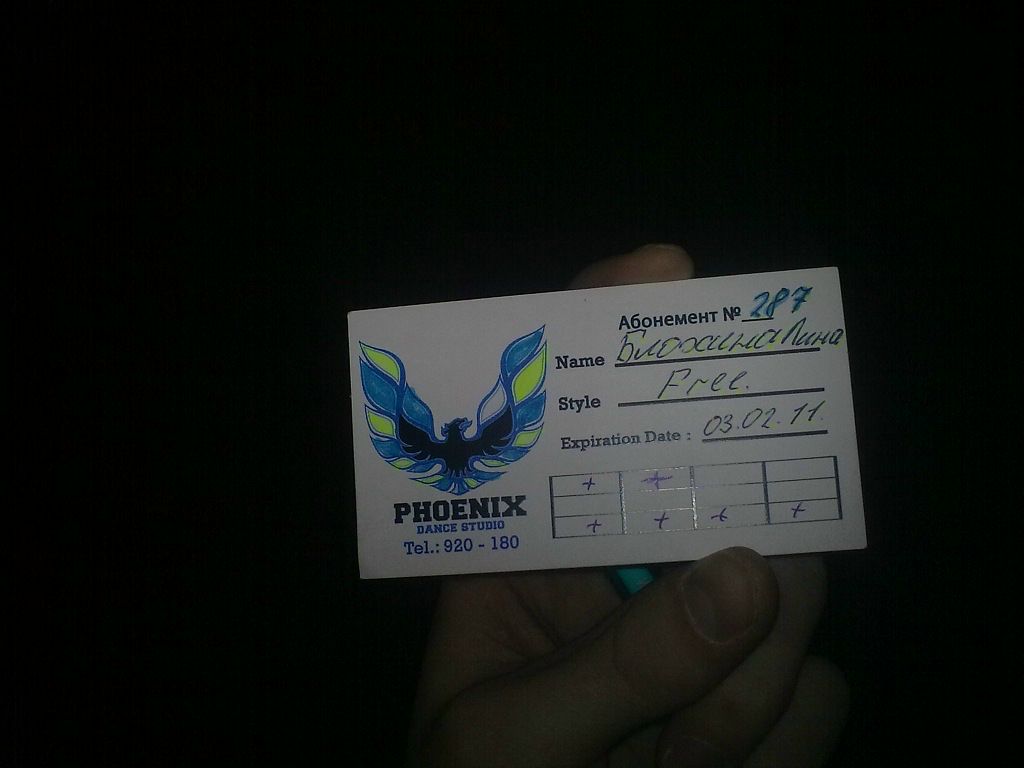 PHOENIX
DANCE STUDIO
Tel.: 920 - 180
Абонемент № 287
Name Блохина Лина
Style Free.
Expiration Date : 03.02.11.
+ +
+ + + +